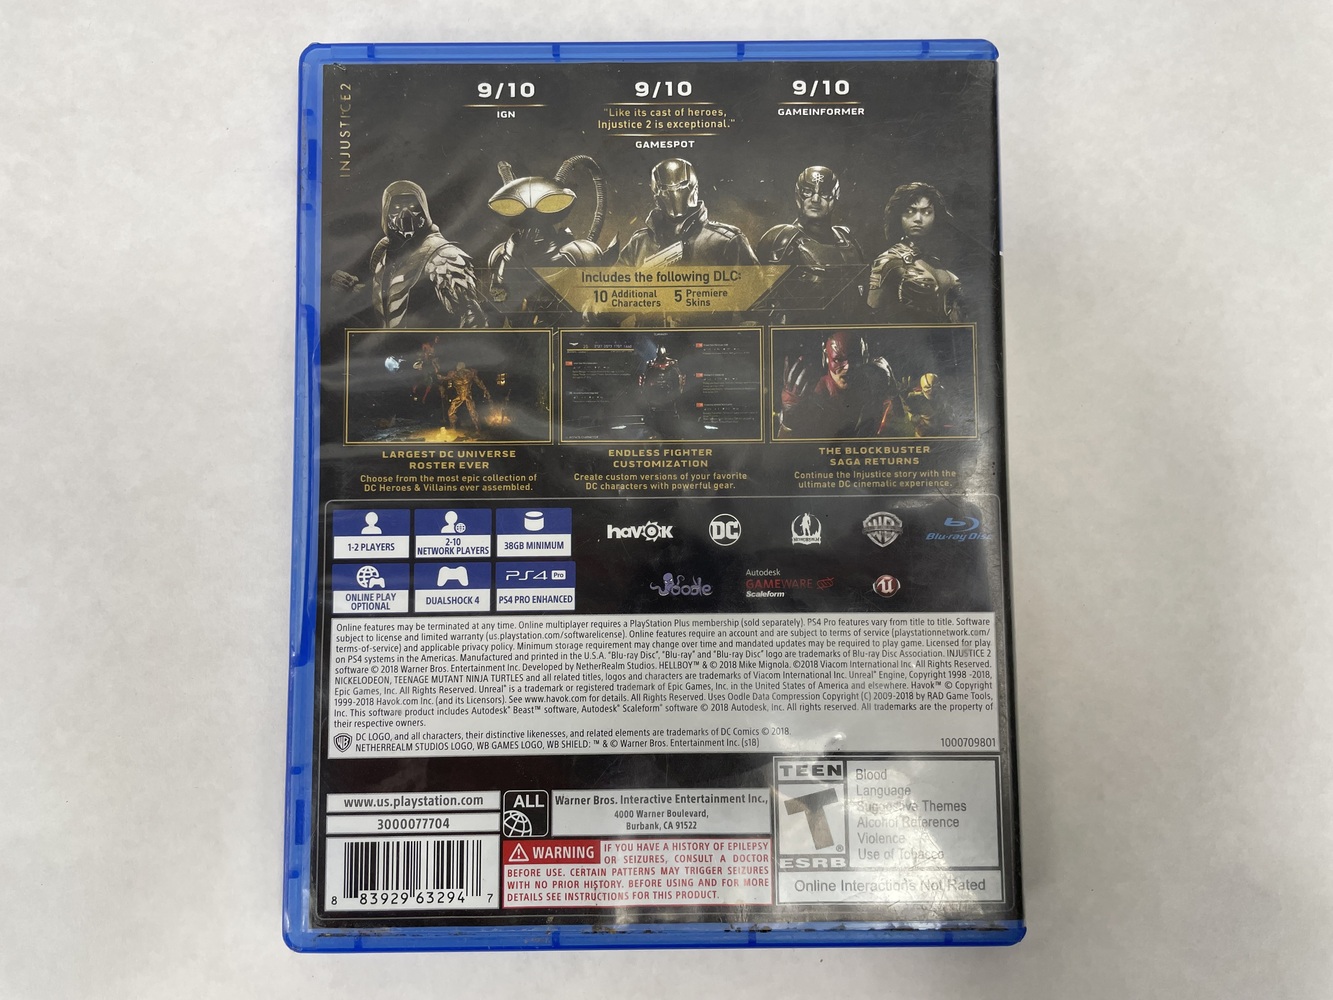 INJUSTICE 2
9/10
IGN
9/10
"Like its cast of heroes,
Injustice 2 is exceptional."
GAMESPOT
9/10
GAMEINFORMER
Includes the following DLC:
10 Additional Characters 5 Premiere Skins
LARGEST DC UNIVERSE
ROSTER EVER
Choose from the most epic collection of
DC Heroes & Villains ever assembled.
ENDLESS FIGHTER
CUSTOMIZATION
Create custom versions of your favorite
DC characters with powerful gear.
THE BLOCKBUSTER
SAGA RETURNS
Continue the Injustice story with the
ultimate DC cinematic experience.
1-2 PLAYERS
2-10
NETWORK PLAYERS
38GB MINIMUM
ONLINE PLAY
OPTIONAL
DUALSHOCK 4
PS4 Pro
PS4 PRO ENHANCED
havok
DC
NETHERREALM
WB
Blu-ray Disc
oodle
Autodesk
GAMEWARE
Scaleform
Online features may be terminated at any time. Online multiplayer requires a PlayStation Plus membership (sold separately). PS4 Pro features vary from title to title. Software
subject to license and limited warranty (us.playstation.com/softwarelicense). Online features require an account and are subject to terms of service (playstationnetwork.com/
terms-of-service) and applicable privacy policy. Minimum storage requirements may change over time and mandated updates may be required to play game. Licensed for play
on PS4 systems in the Americas. Manufactured and printed in the U.S.A. "Blu-ray Disc", "Blu-ray" and "Blu-ray Disc" logo are trademarks of Blu-ray Disc Association. INJUSTICE 2
software © 2018 Warner Bros. Entertainment Inc. Developed by NetherRealm Studios. HELLBOY™ & © 2018 Mike Mignola. ©2018 Viacom International Inc. All Rights Reserved.
NICKELODEON, TEENAGE MUTANT NINJA TURTLES and all related titles, logos and characters are trademarks of Viacom International Inc. Unreal® Engine, Copyright 1998 -2018,
Epic Games, Inc. All Rights Reserved. Unreal® is a trademark or registered trademark of Epic Games, Inc. in the United States of America and elsewhere. Havok™ © Copyright
1999-2018 Havok.com Inc. (and its Licensors). See www.havok.com for details. All Rights Reserved. Uses Oodle Data Compression Copyright (C) 2009-2018 by RAD Game Tools,
Inc. This software product includes Autodesk® Beast™ software, Autodesk® Scaleform® software © 2018 Autodesk, Inc. All rights reserved. All trademarks are the property of
their respective owners.
DC LOGO, and all characters, their distinctive likenesses, and related elements are trademarks of DC Comics © 2018.
NETHERREALM STUDIOS LOGO, WB GAMES LOGO, WB SHIELD: ™ & © Warner Bros. Entertainment Inc. (s18)
1000709801
www.us.playstation.com
3000077704
8 83929 63294 7
ALL
Warner Bros. Interactive Entertainment Inc.,
4000 Warner Boulevard,
Burbank, CA 91522
WARNING IF YOU HAVE A HISTORY OF EPILEPSY
OR SEIZURES, CONSULT A DOCTOR
BEFORE USE. CERTAIN PATTERNS MAY TRIGGER SEIZURES
WITH NO PRIOR HISTORY. BEFORE USING AND FOR MORE
DETAILS SEE INSTRUCTIONS FOR THIS PRODUCT.
TEEN
T
ESRB
Blood
Language
Suggestive Themes
Alcohol Reference
Violence
Use of Tobacco
Online Interactions Not Rated